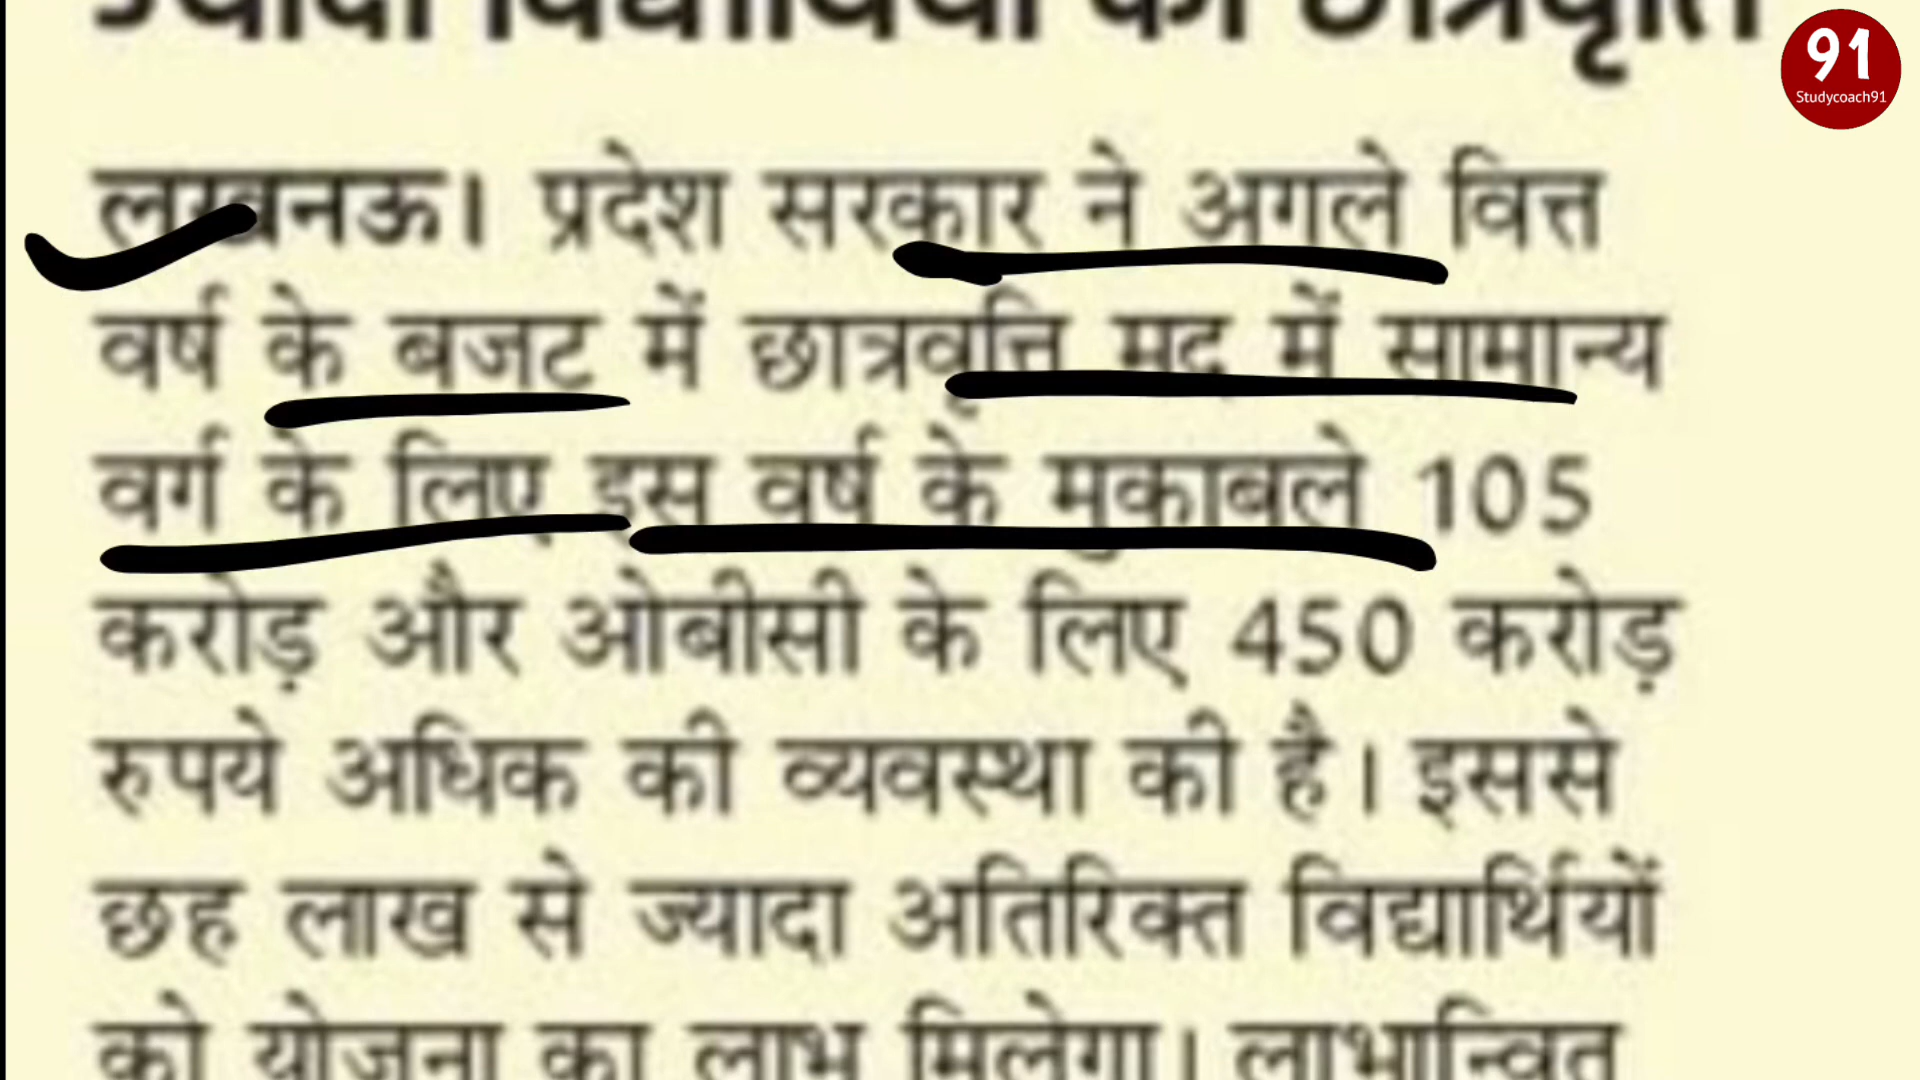 ज्यादा विद्यार्थियों को छात्रवृत्ति
91
Studycoach91
लखनऊ। प्रदेश सरकार ने अगले वित्त
वर्ष के बजट में छात्रवृत्ति मद में सामान्य
वर्ग के लिए इस वर्ष के मुकाबले 105
करोड़ और ओबीसी के लिए 450 करोड़
रुपये अधिक की व्यवस्था की है। इससे
छह लाख से ज्यादा अतिरिक्त विद्यार्थियों
को योजना का लाभ मिलेगा। लाभान्वित